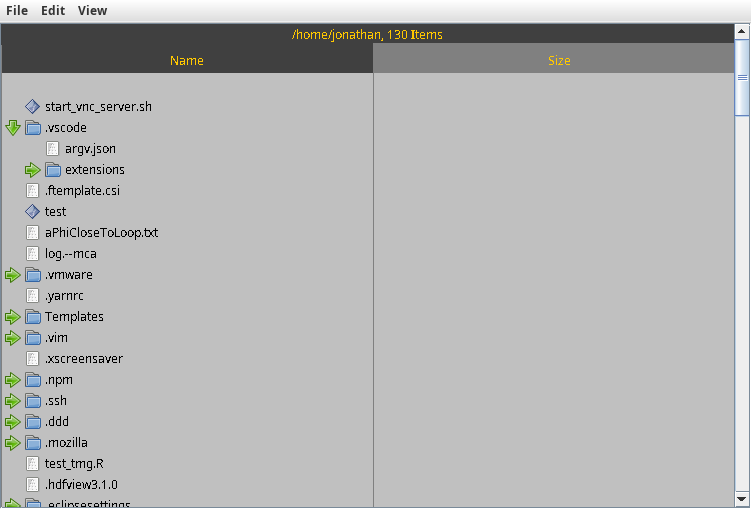 File Edit View
/home/jonathan, 130 Items
Name Size
start_vnc_server.sh
.vscode
argv.json
extensions
.ftemplate.csi
test
aPhiCloseToLoop.txt
log.--mca
.vmware
.yarnrc
Templates
.vim
.xscreensaver
.npm
.ssh
.ddd
.mozilla
test_tmg.R
.hdfview3.1.0
.eclipsesettings